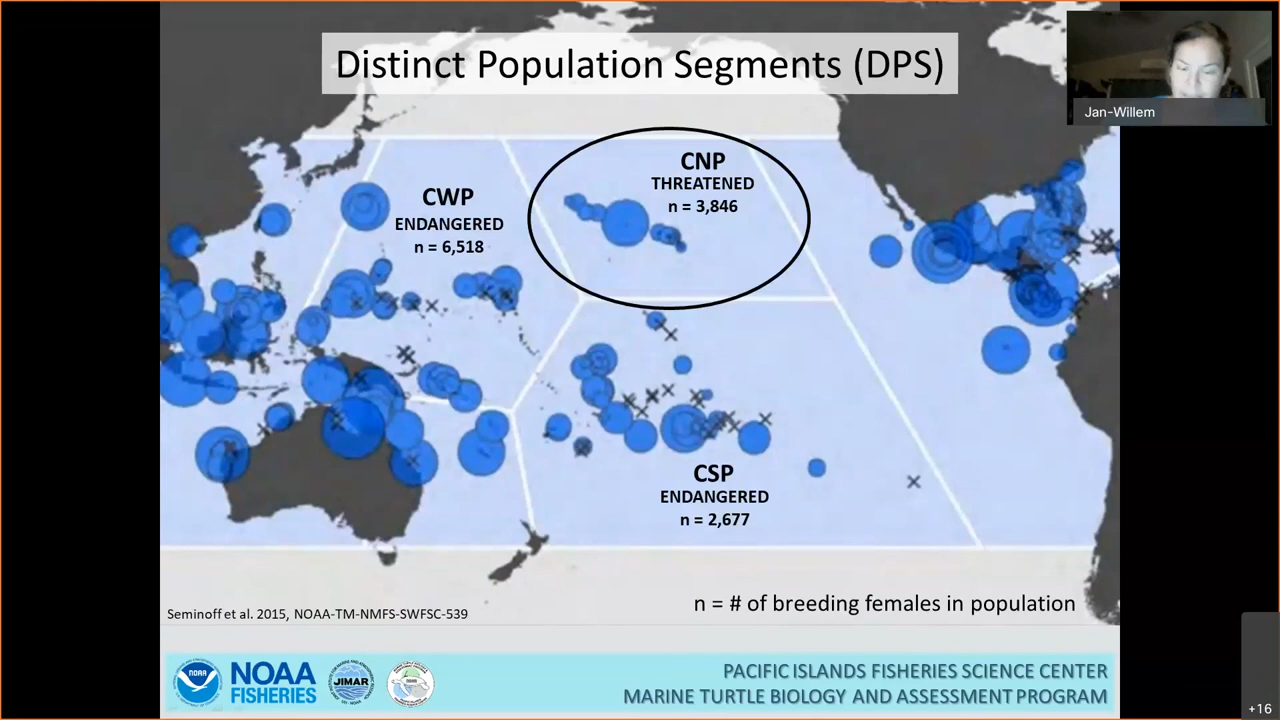 Distinct Population Segments (DPS)
Jan-Willem
CNP
THREATENED
n = 3,846
CWP
ENDANGERED
n = 6,518
CSP
ENDANGERED
n = 2,677
n = # of breeding females in population
Seminoff et al. 2015, NOAA-TM-NMFS-SWFSC-539
NOAA
NOAA
FISHERIES
JIMAR
PACIFIC ISLANDS FISHERIES SCIENCE CENTER
MARINE TURTLE BIOLOGY AND ASSESSMENT PROGRAM
+16